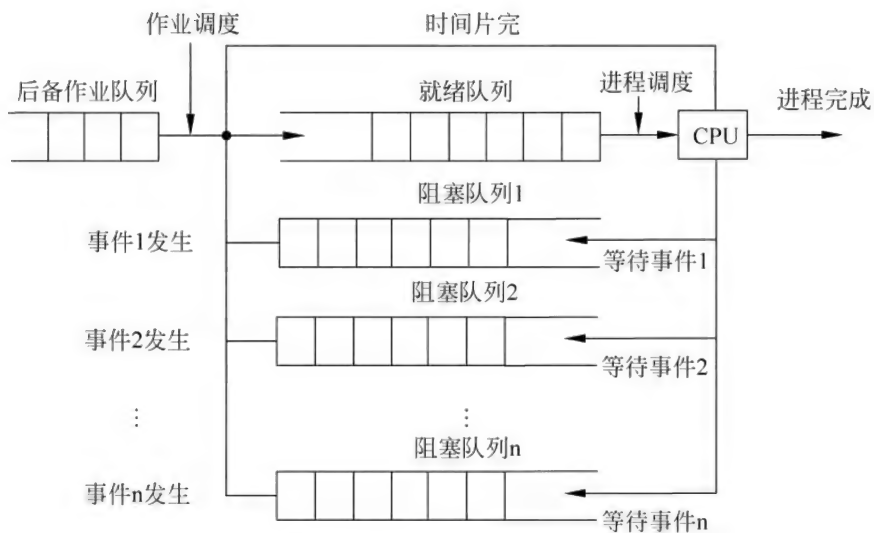 作业调度
时间片完
后备作业队列
就绪队列
进程调度
进程完成
CPU
阻塞队列1
事件1发生
等待事件1
阻塞队列2
事件2发生
等待事件2
⋮
⋮
阻塞队列n
事件n发生
等待事件n